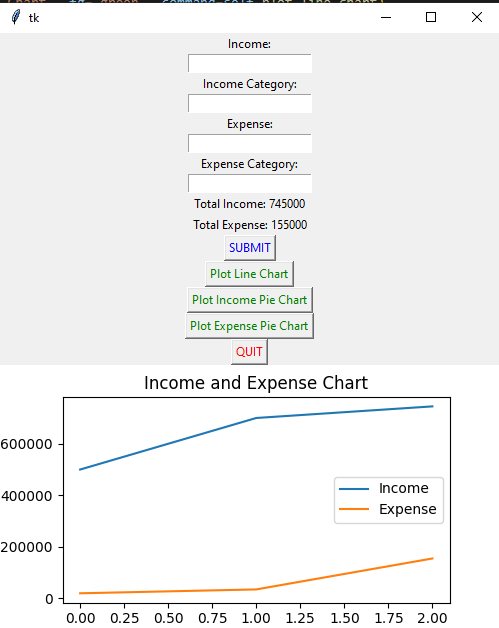 tk
Income:
Income Category:
Expense:
Expense Category:
Total Income: 745000
Total Expense: 155000
SUBMIT
Plot Line Chart
Plot Income Pie Chart
Plot Expense Pie Chart
QUIT
Income and Expense Chart
600000
400000
200000
0
Income
Expense
0.00 0.25 0.50 0.75 1.00 1.25 1.50 1.75 2.00